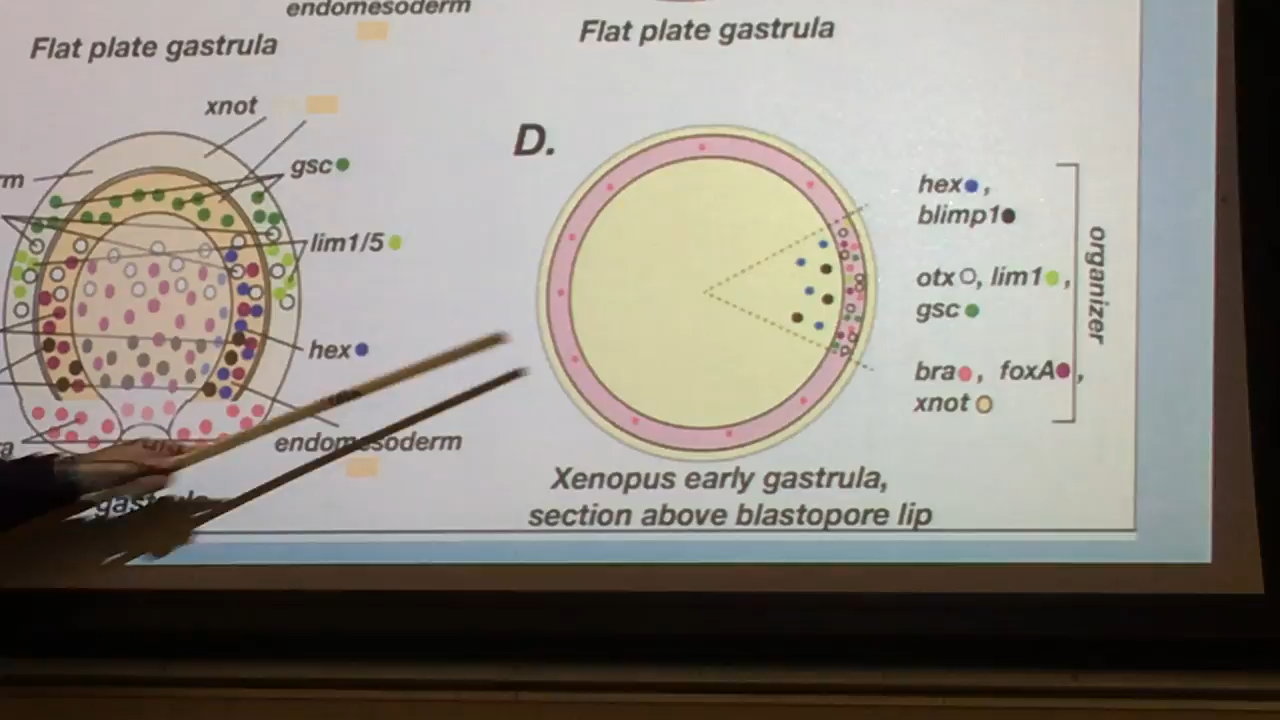 endomesoderm
Flat plate gastrula
Flat plate gastrula
xnot
D.
gsc
m
hex,
blimp1
lim1/5
otx, lim1,
gsc
organizer
hex
bra, foxA,
xnot
endomesoderm
a
Xenopus early gastrula,
section above blastopore lip